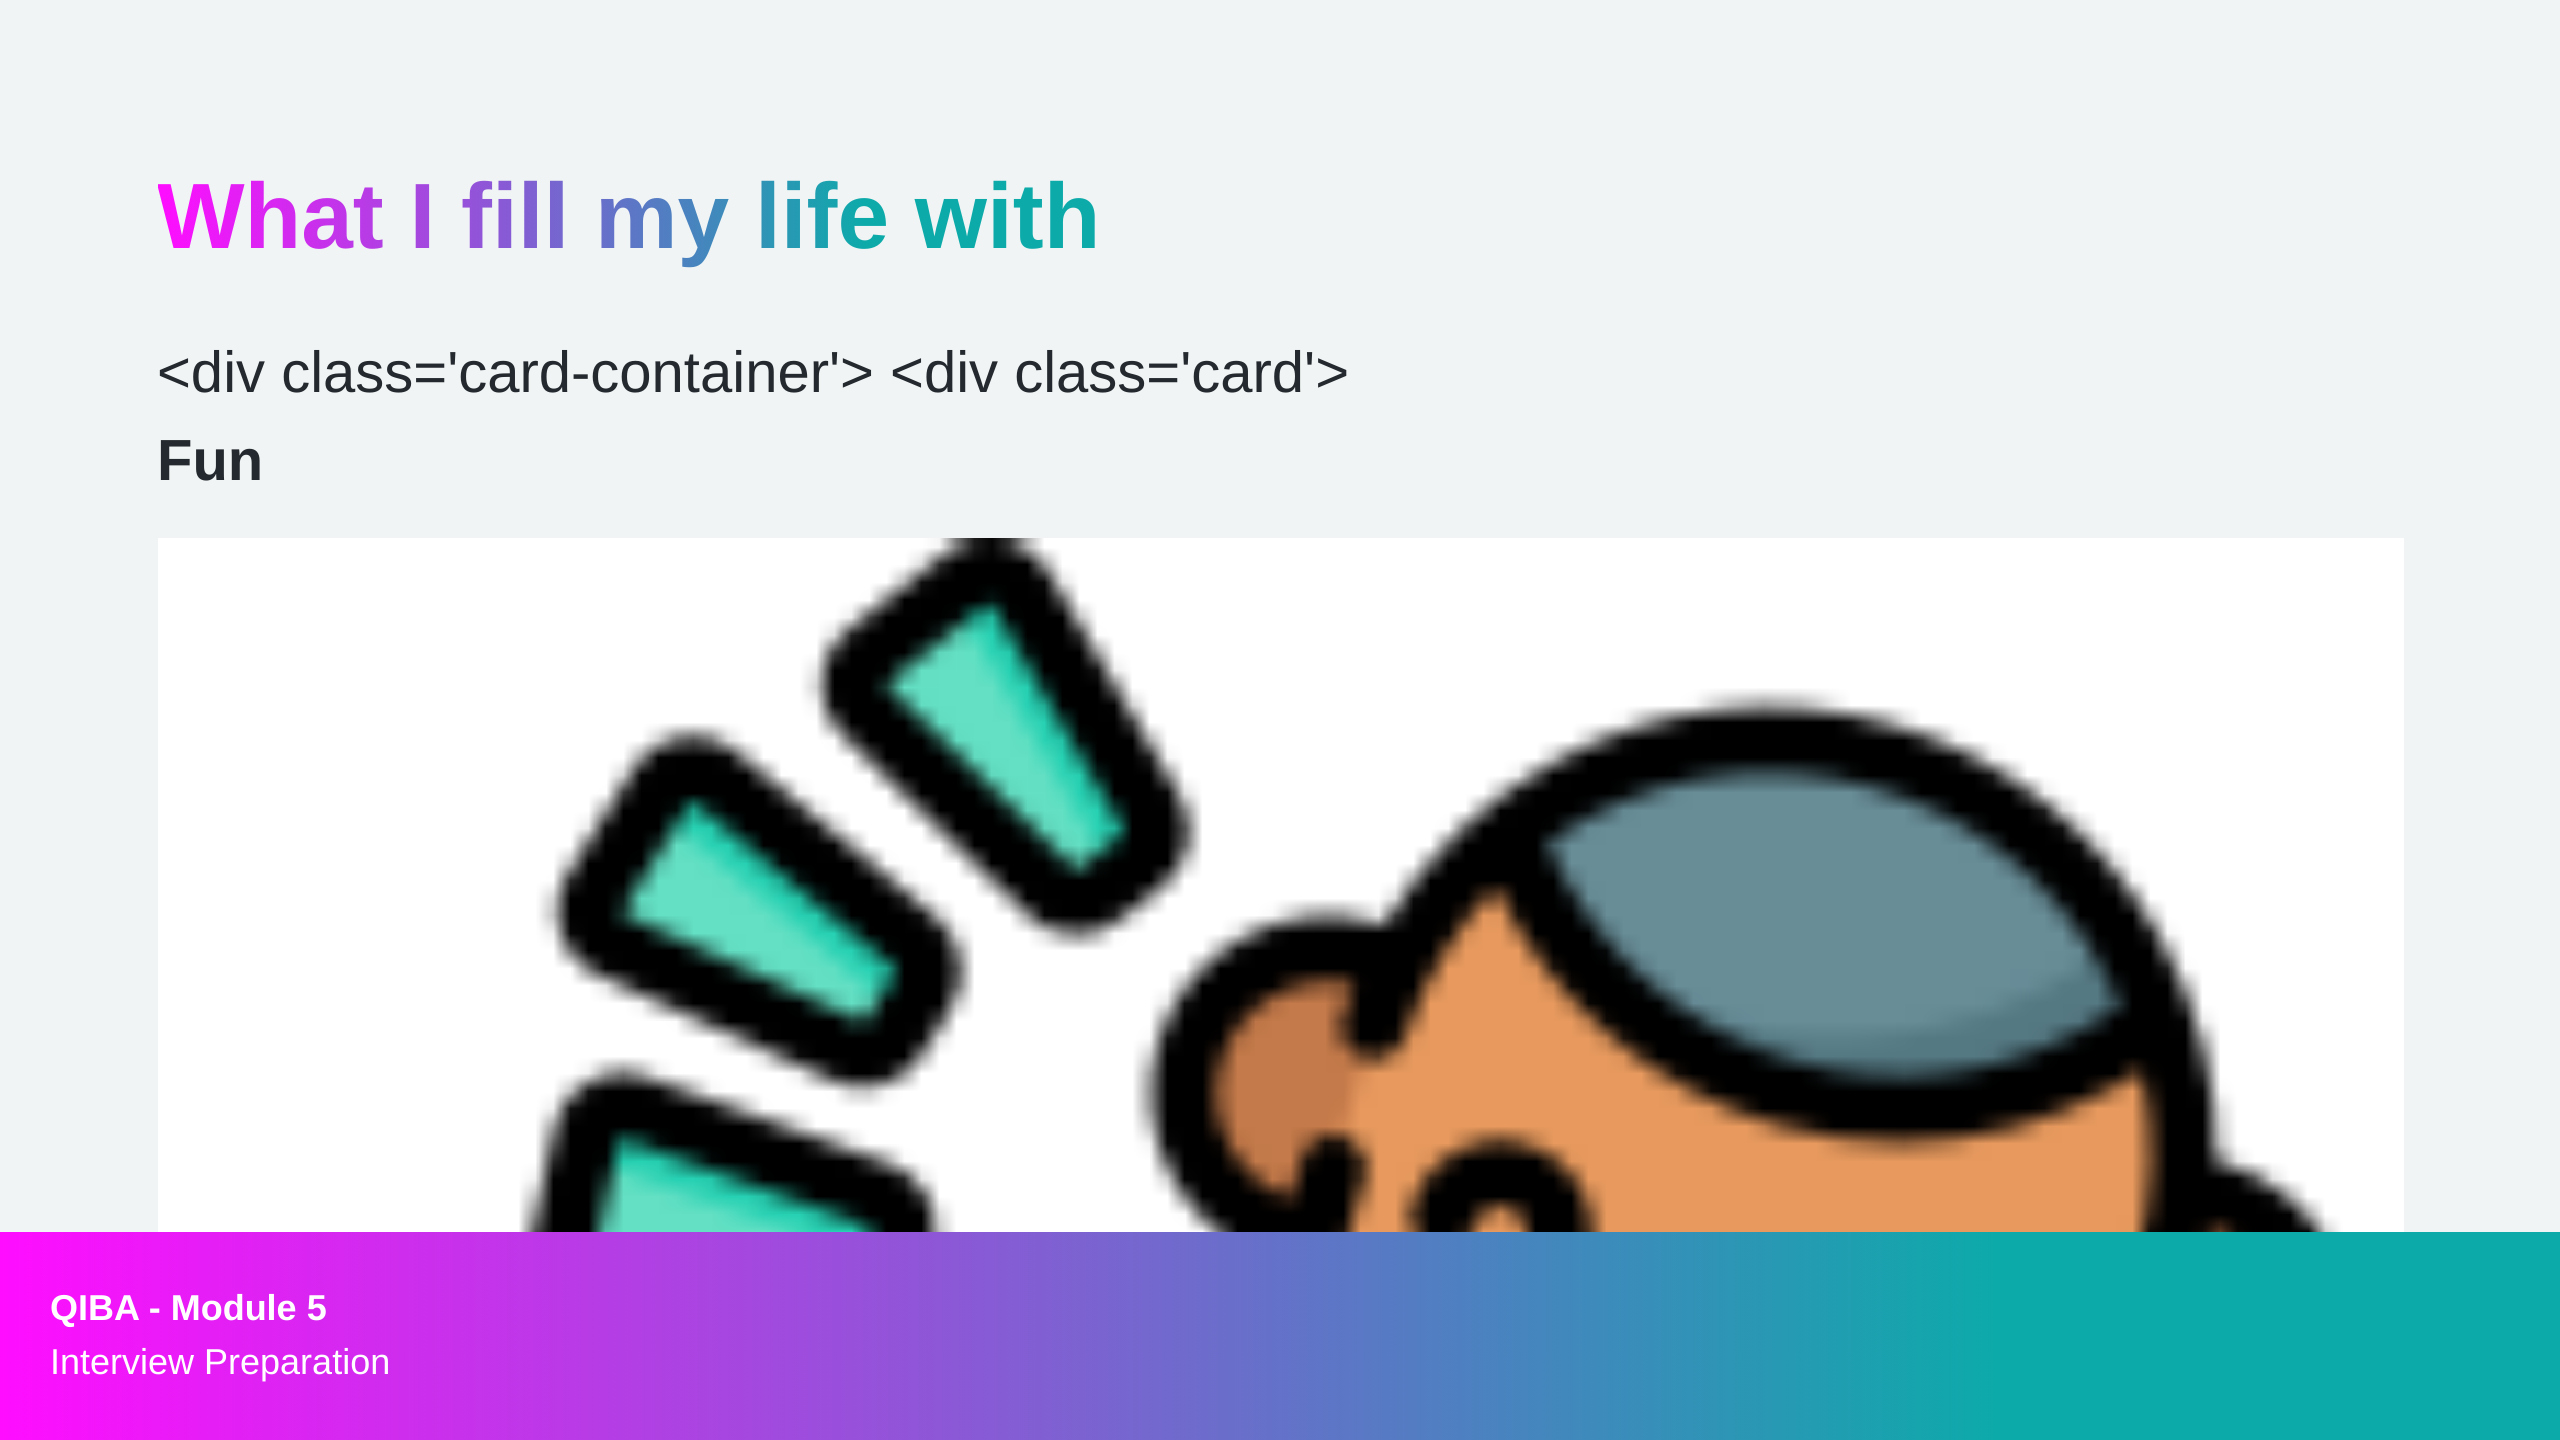 What I fill my life with
<div class='card-container'> <div class='card'>
Fun
QIBA - Module 5
Interview Preparation